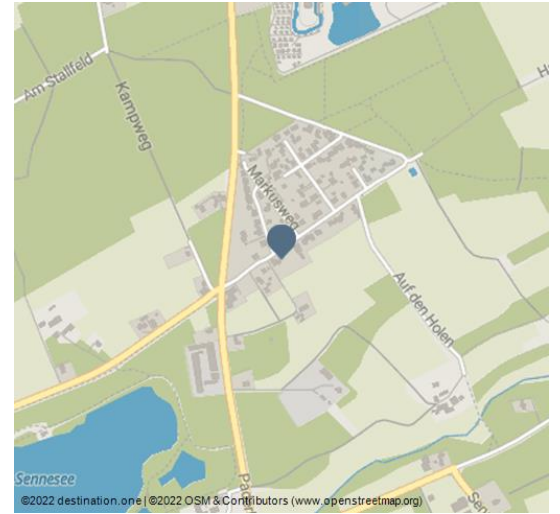 Am Stallfeld
Kampweg
Markusweg
Auf den Holen
Sennesee
©2022 destination.one | ©2022 OSM & Contributors (www.openstreetmap.org)